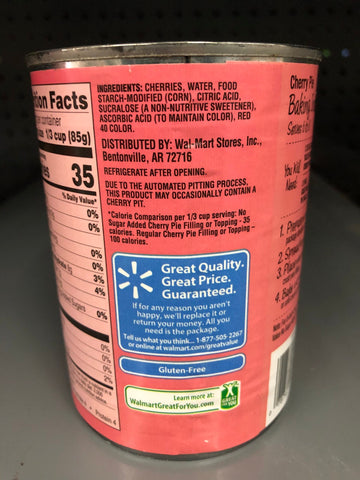 INGREDIENTS: CHERRIES, WATER, FOOD
STARCH-MODIFIED (CORN), CITRIC ACID,
SUCRALOSE (A NON-NUTRITIVE SWEETENER),
ASCORBIC ACID (TO MAINTAIN COLOR), RED
40 COLOR.
DISTRIBUTED BY: Wal-Mart Stores, Inc.,
Bentonville, AR 72716
REFRIGERATE AFTER OPENING.
DUE TO THE AUTOMATED PITTING PROCESS,
THIS PRODUCT MAY OCCASIONALLY CONTAIN A
CHERRY PIT.
*Calorie Comparison per 1/3 cup serving: No
Sugar Added Cherry Pie Filling or Topping - 35
calories. Regular Cherry Pie Filling or Topping -
100 calories.
Great Quality.
Great Price.
Guaranteed.
If for any reason you aren't
happy, we'll replace it or
return your money. All you
need is the package.
Tell us what you think... 1-877-505-2267
or online at walmart.com/greatvalue
Gluten-Free
Learn more at:
WalmartGreatForYou.com
GREAT
FOR YOU
Facts
container
1/3 cup (85g)
35
% Daily Value*
0%
0%
0%
0%
3%
4%
0%
0%
0%
2%
Protein 4
Cherry Pie
Baking
You
Need
1.
2.
3.
4.